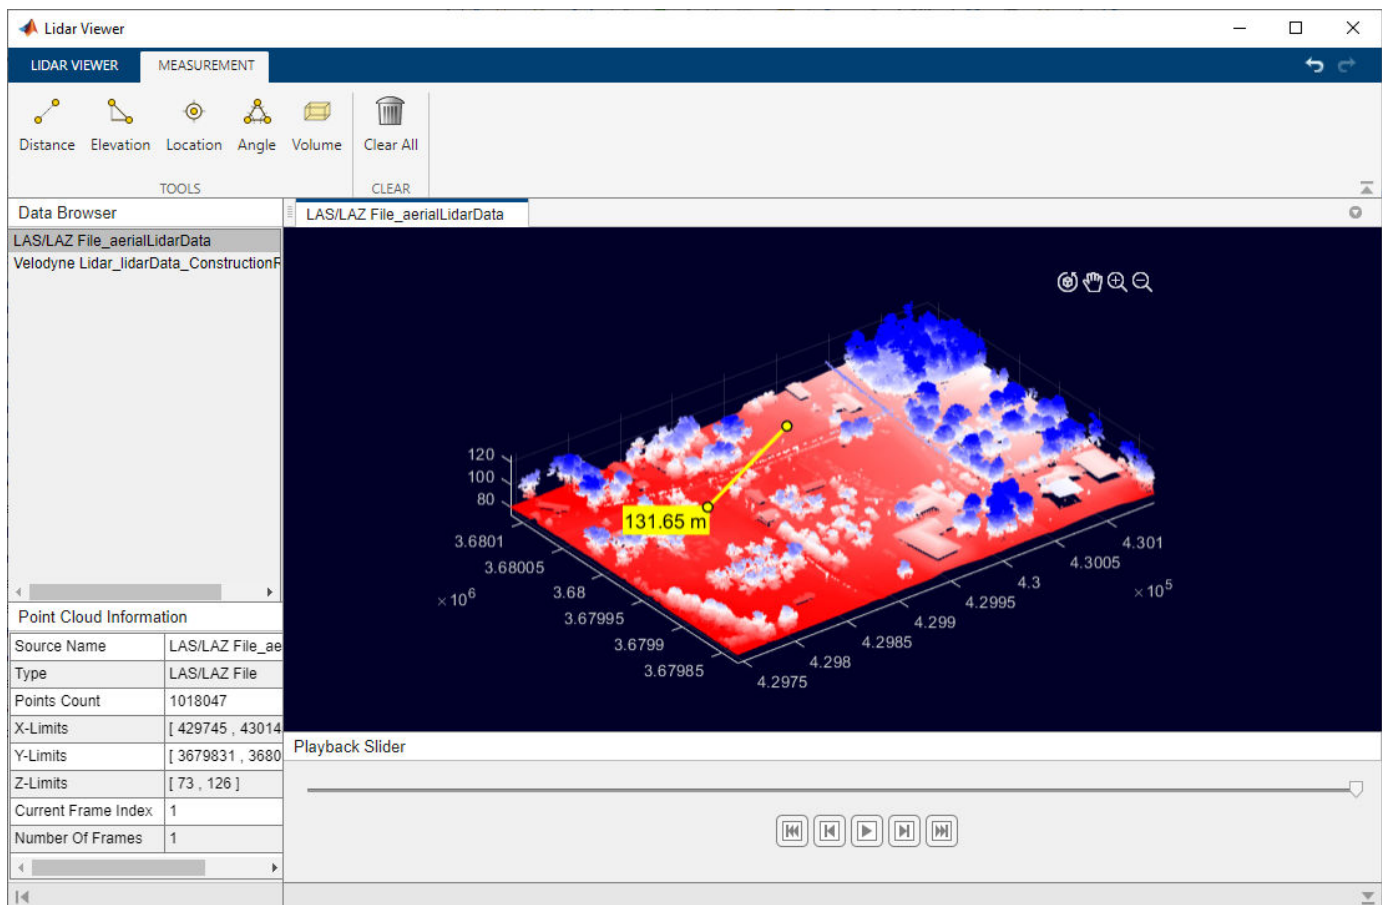 Lidar Viewer
LIDAR VIEWER MEASUREMENT
Distance Elevation Location Angle Volume Clear All
TOOLS CLEAR
Data Browser
LAS/LAZ File_aerialLidarData
LAS/LAZ File_aerialLidarData
Velodyne Lidar_lidarData_ConstructionR
120
100
80
131.65 m
3.6801
3.68005
3.68
3.67995
3.6799
3.67985
×10^6
4.301
4.3005
4.3
4.2995
4.299
4.2985
4.298
4.2975
×10^5
Point Cloud Information
Source Name LAS/LAZ File_ae
Type LAS/LAZ File
Points Count 1018047
X-Limits [ 429745 , 43014
Y-Limits [ 3679831 , 3680
Z-Limits [ 73 , 126 ]
Current Frame Index 1
Number Of Frames 1
Playback Slider